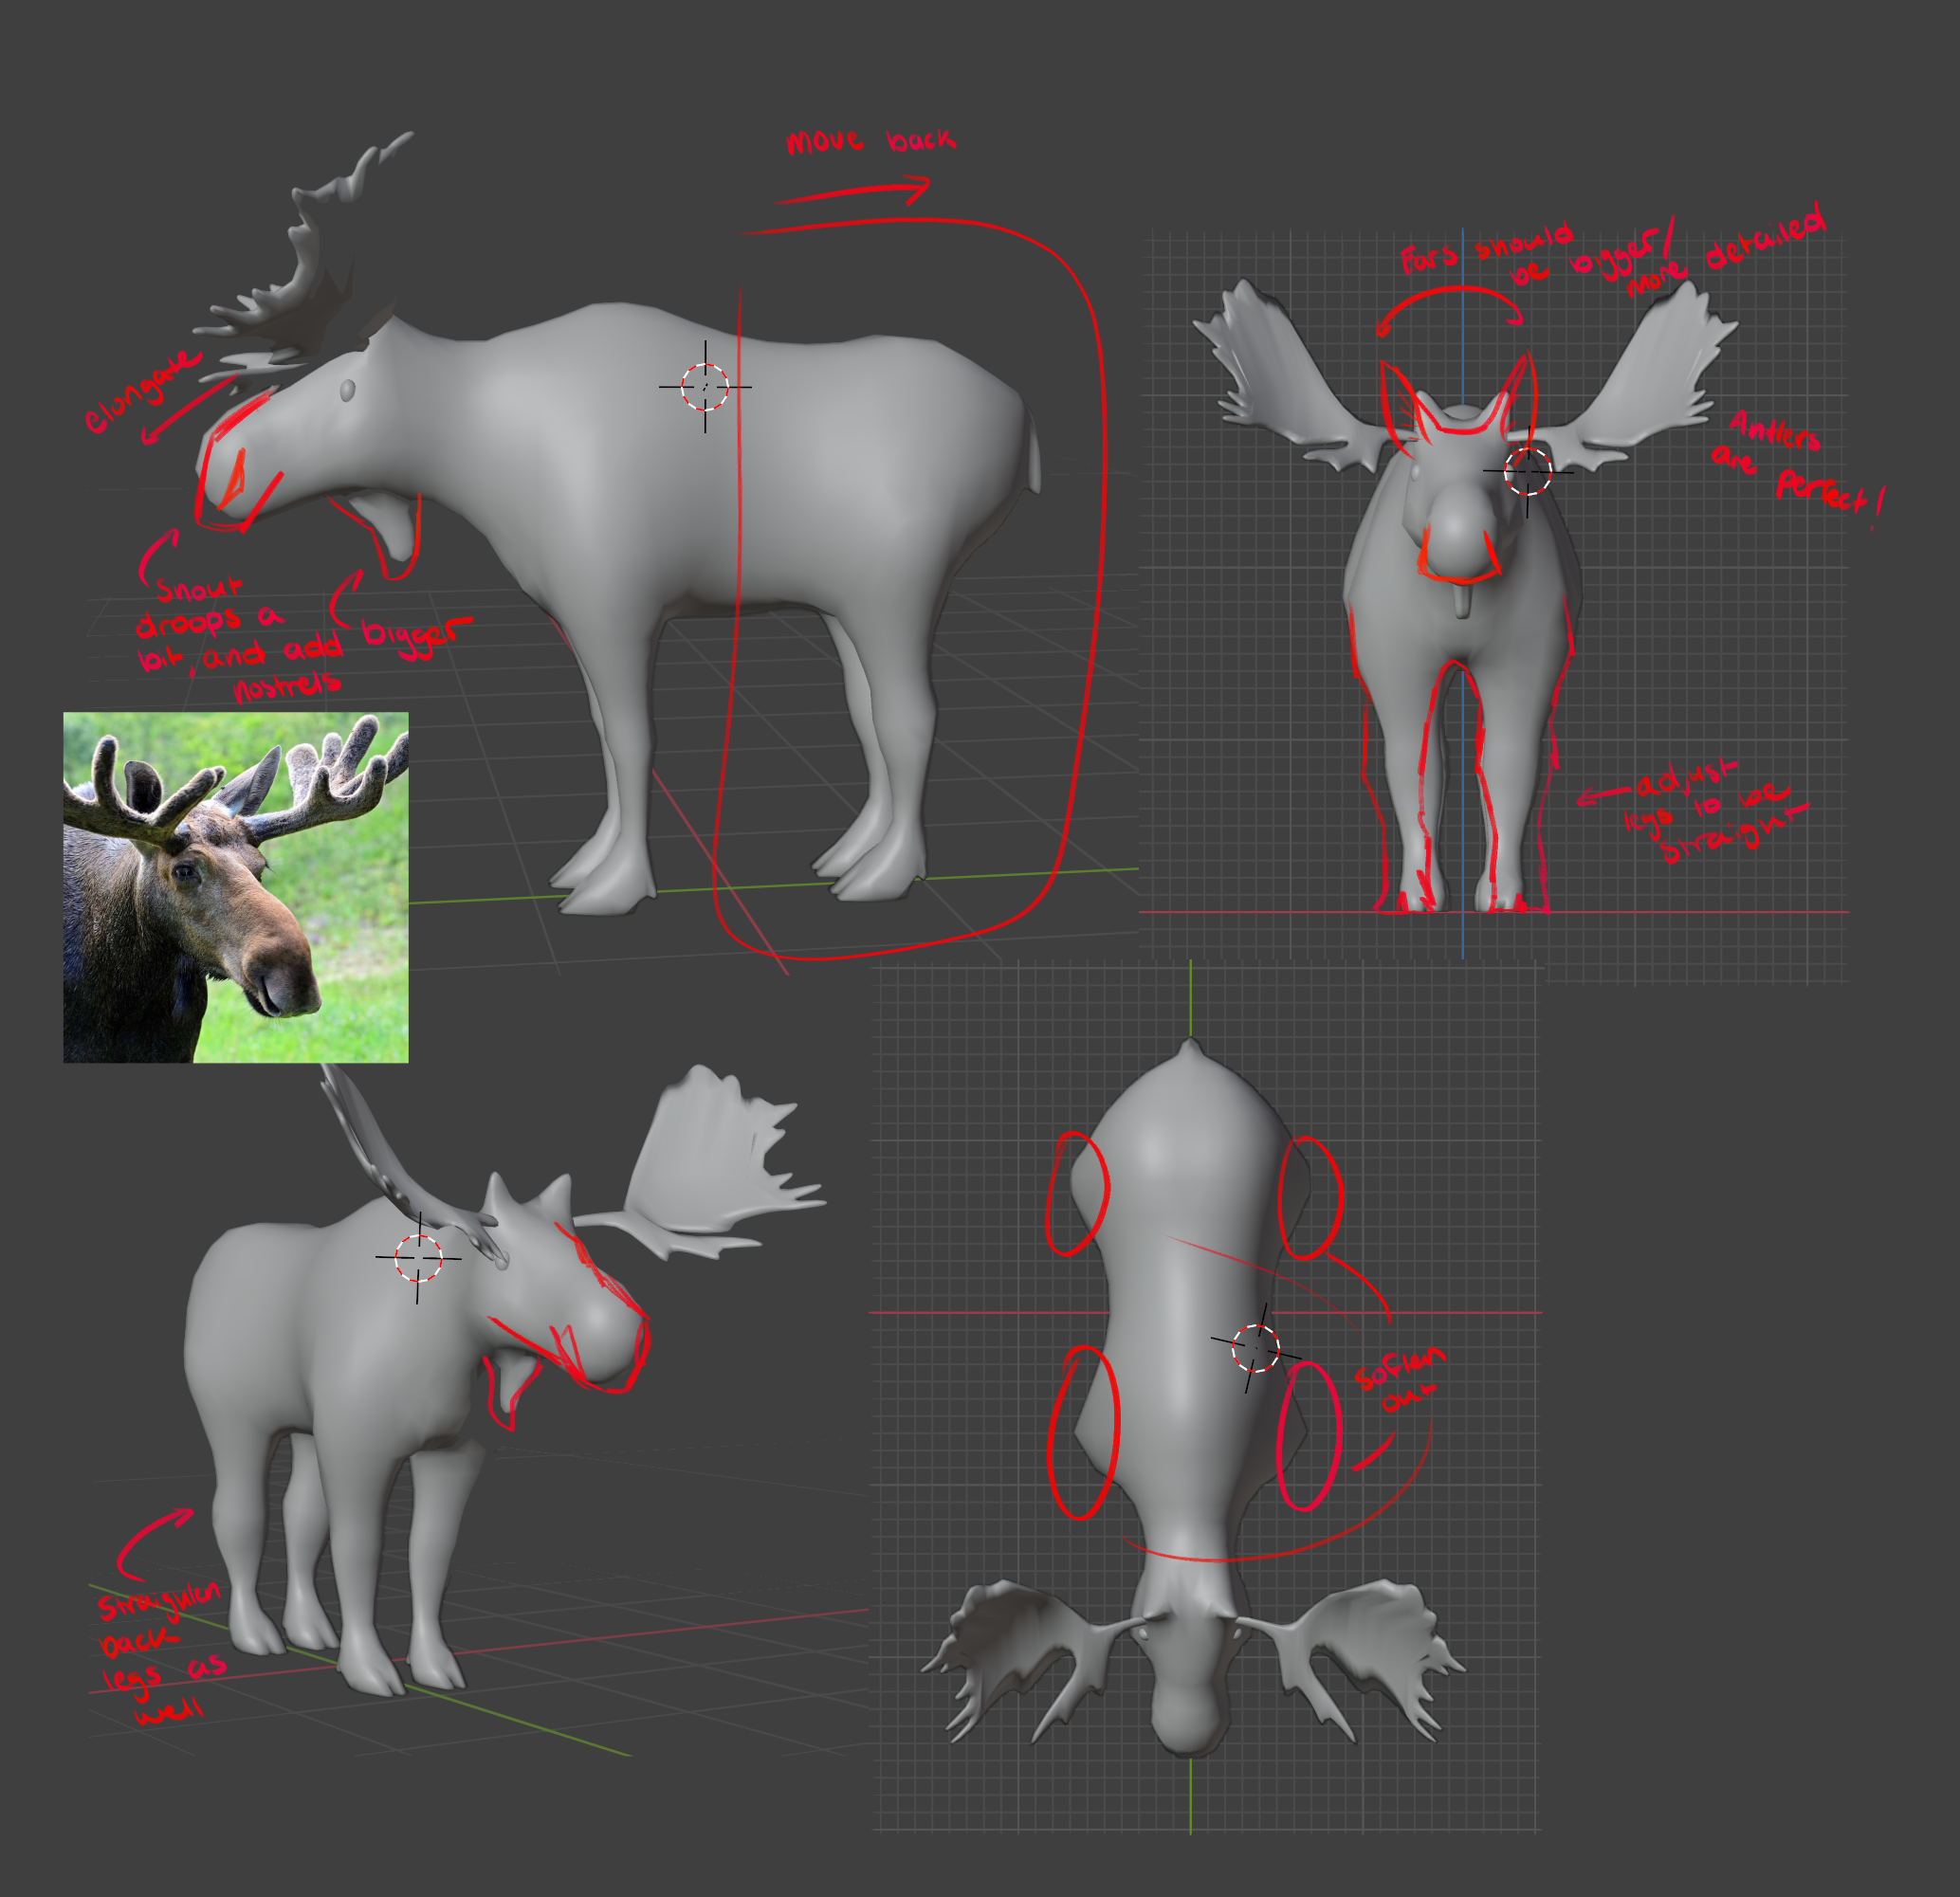 move back
elongate
Snout
droops a
bit, and add bigger
nostrels
Ears should
be bigger/
more detailed
Antlers
are perfect!
adjust
legs to be
straight
Soften
out
Straighten
back
legs as
well